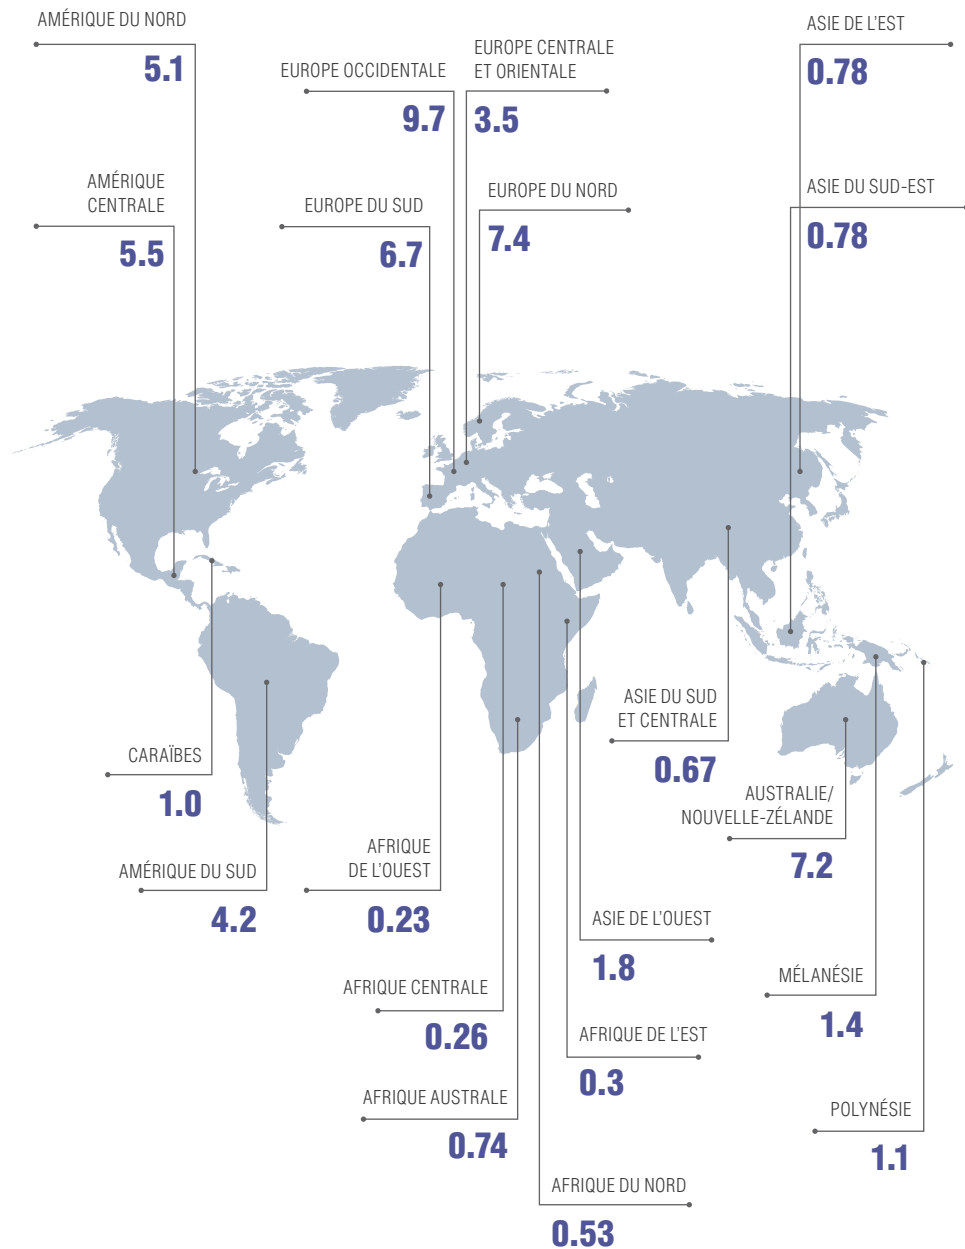 AMÉRIQUE DU NORD
5.1
EUROPE OCCIDENTALE
9.7
EUROPE CENTRALE
ET ORIENTALE
3.5
ASIE DE L'EST
0.78
AMÉRIQUE
CENTRALE
5.5
EUROPE DU SUD
6.7
EUROPE DU NORD
7.4
ASIE DU SUD-EST
0.78
CARAÏBES
1.0
ASIE DU SUD
ET CENTRALE
0.67
AUSTRALIE/
NOUVELLE-ZÉLANDE
7.2
AMÉRIQUE DU SUD
4.2
AFRIQUE
DE L'OUEST
0.23
ASIE DE L'OUEST
1.8
AFRIQUE CENTRALE
0.26
MÉLANÉSIE
1.4
AFRIQUE DE L'EST
0.3
AFRIQUE AUSTRALE
0.74
POLYNÉSIE
1.1
AFRIQUE DU NORD
0.53